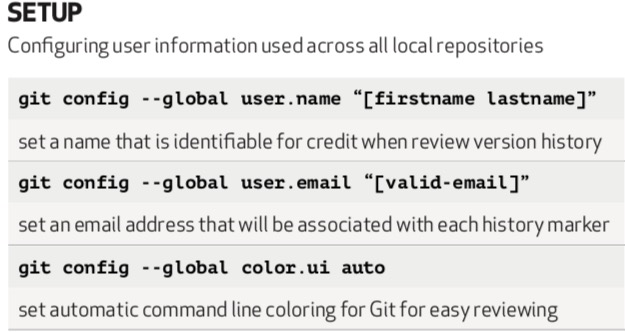 SETUP
Configuring user information used across all local repositories
git config --global user.name “[firstname lastname]”
set a name that is identifiable for credit when review version history
git config --global user.email “[valid-email]”
set an email address that will be associated with each history marker
git config --global color.ui auto
set automatic command line coloring for Git for easy reviewing